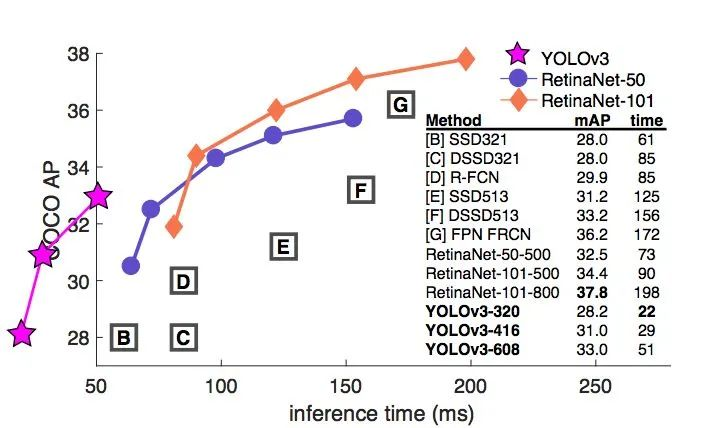 38
36
34
32
30
28
COCO AP
50
100
150
200
250
inference time (ms)
B
C
D
E
F
G
YOLOv3
RetinaNet-50
RetinaNet-101
Method mAP time
[B] SSD321 28.0 61
[C] DSSD321 28.0 85
[D] R-FCN 29.9 85
[E] SSD513 31.2 125
[F] DSSD513 33.2 156
[G] FPN FRCN 36.2 172
RetinaNet-50-500 32.5 73
RetinaNet-101-500 34.4 90
RetinaNet-101-800 37.8 198
YOLOv3-320 28.2 22
YOLOv3-416 31.0 29
YOLOv3-608 33.0 51